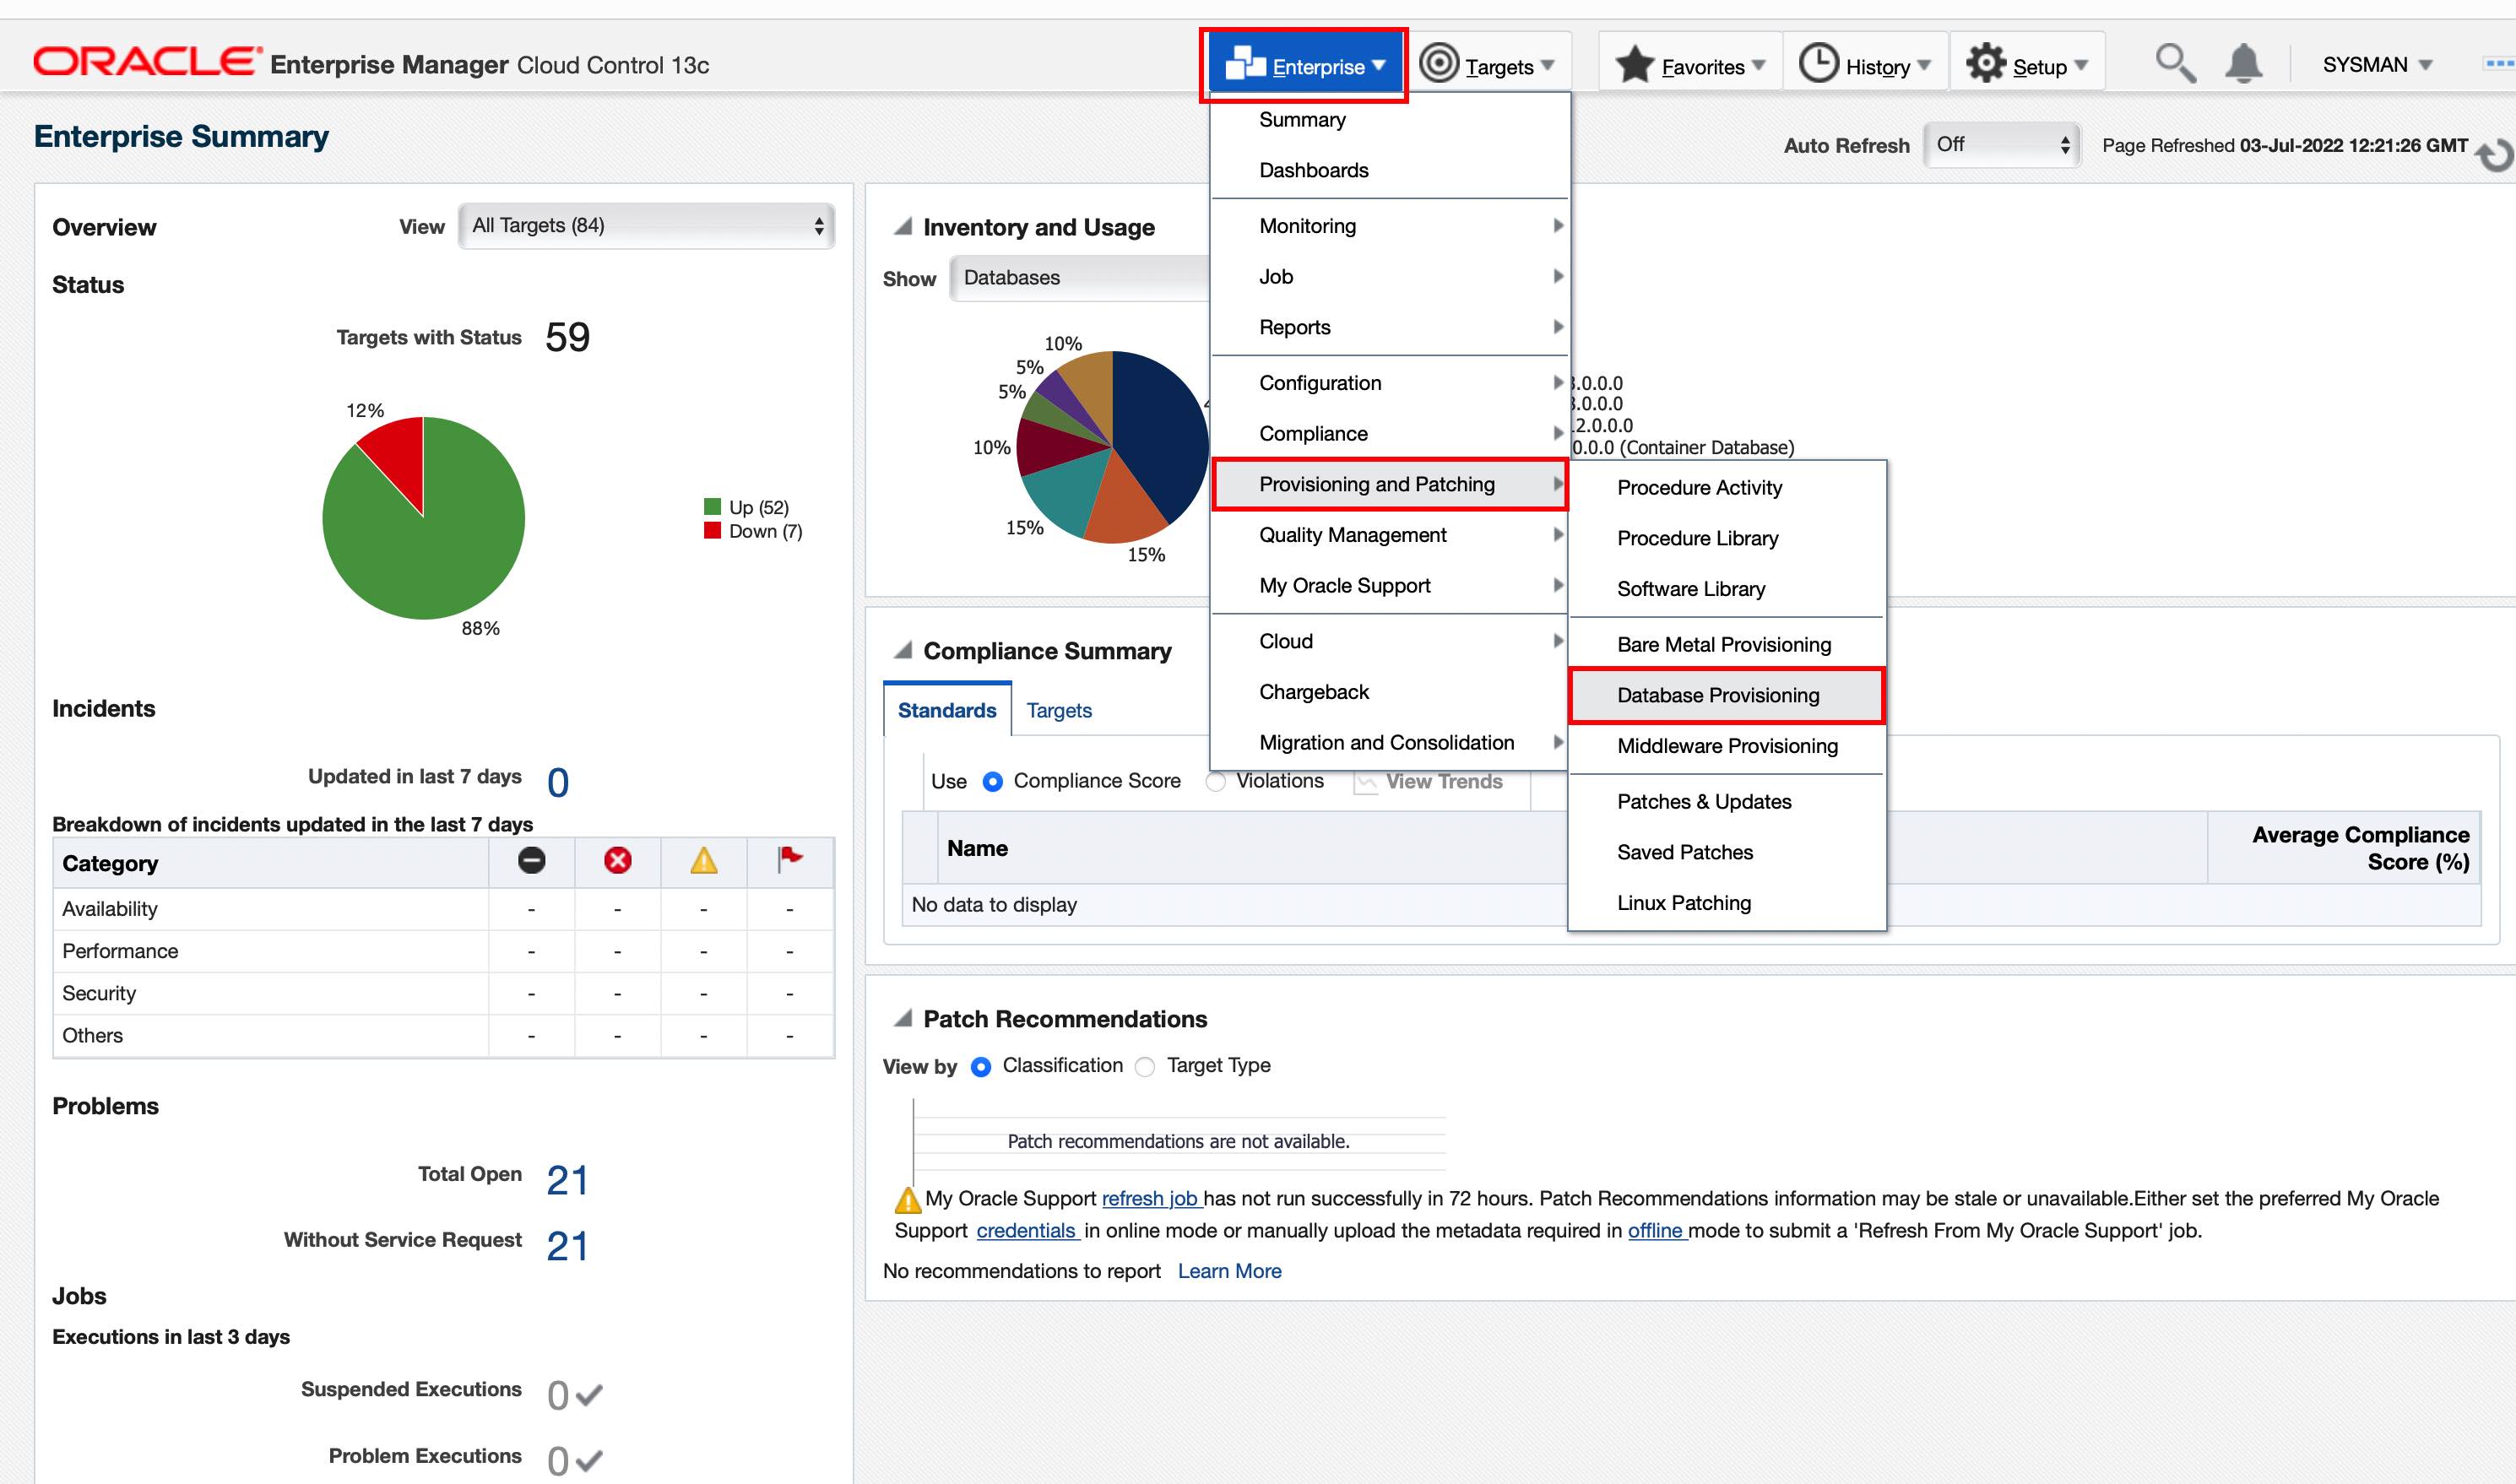 ORACLE Enterprise Manager Cloud Control 13c
Enterprise
Targets
Favorites
History
Setup
SYSMAN
Enterprise Summary
Auto Refresh Off
Page Refreshed 03-Jul-2022 12:21:26 GMT
Overview
View All Targets (84)
Status
Targets with Status 59
12%
88%
Up (52)
Down (7)
Incidents
Updated in last 7 days 0
Breakdown of incidents updated in the last 7 days
Category
Availability - - - -
Performance - - - -
Security - - - -
Others - - - -
Problems
Total Open 21
Without Service Request 21
Jobs
Executions in last 3 days
Suspended Executions 0
Problem Executions 0
Inventory and Usage
Show Databases
10%
5%
5%
10%
15%
15%
.0.0.0
.0.0.0
2.0.0.0
0.0.0 (Container Database)
Summary
Dashboards
Monitoring
Job
Reports
Configuration
Compliance
Provisioning and Patching
Quality Management
My Oracle Support
Cloud
Chargeback
Migration and Consolidation
Procedure Activity
Procedure Library
Software Library
Bare Metal Provisioning
Database Provisioning
Middleware Provisioning
Patches & Updates
Saved Patches
Linux Patching
Compliance Summary
Standards Targets
Use Compliance Score Violations View Trends
Name
Average Compliance
Score (%)
No data to display
Patch Recommendations
View by Classification Target Type
Patch recommendations are not available.
My Oracle Support refresh job has not run successfully in 72 hours. Patch Recommendations information may be stale or unavailable.Either set the preferred My Oracle
Support credentials in online mode or manually upload the metadata required in offline mode to submit a 'Refresh From My Oracle Support' job.
No recommendations to report Learn More